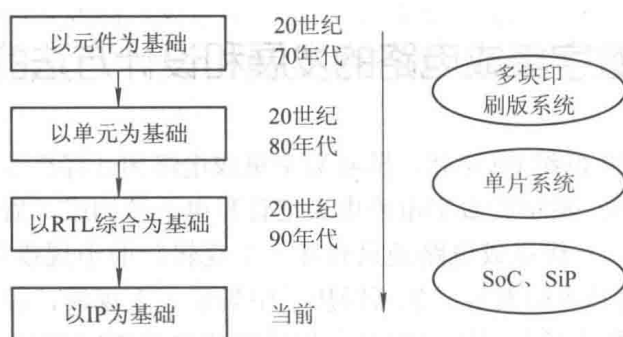 以元件为基础
20世纪
70年代
多块印
刷版系统
以单元为基础
20世纪
80年代
单片系统
以RTL综合为基础
20世纪
90年代
SoC、SiP
以IP为基础
当前